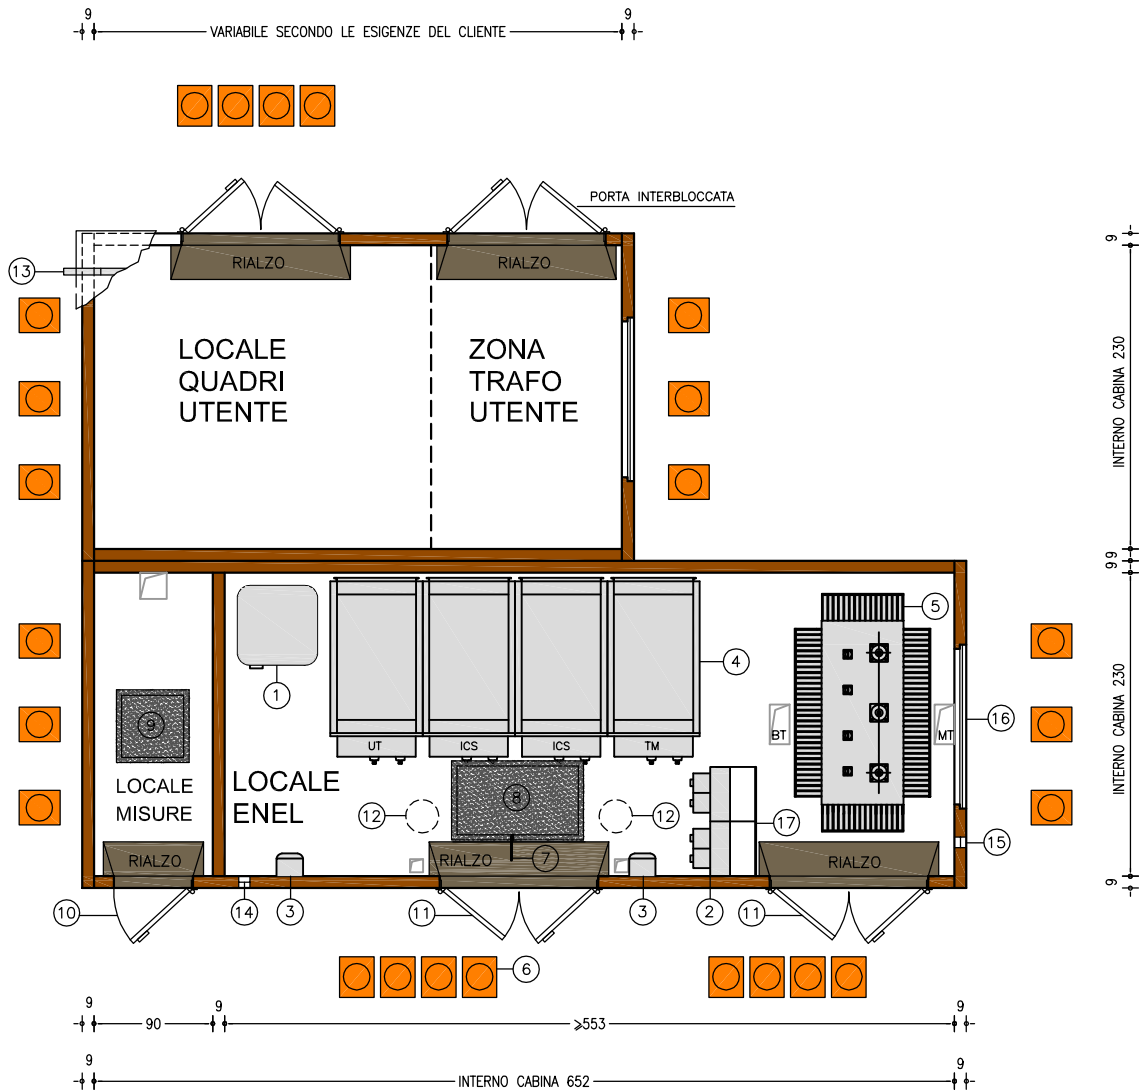 9
9
VARIABILE SECONDO LE ESIGENZE DEL CLIENTE
PORTA INTERBLOCCATA
RIALZO
RIALZO
13
9
LOCALE
QUADRI
UTENTE
ZONA
TRAFO
UTENTE
INTERNO CABINA 230
99
1
4
5
16
9
BT
MT
UT
ICS
ICS
TM
LOCALE
MISURE
LOCALE
ENEL
8
12
12
17
INTERNO CABINA 230
15
RIALZO
RIALZO
7
RIALZO
9
10
14
3
11
3
2
11
6
9
9
9
90
≥553
9
9
INTERNO CABINA 652